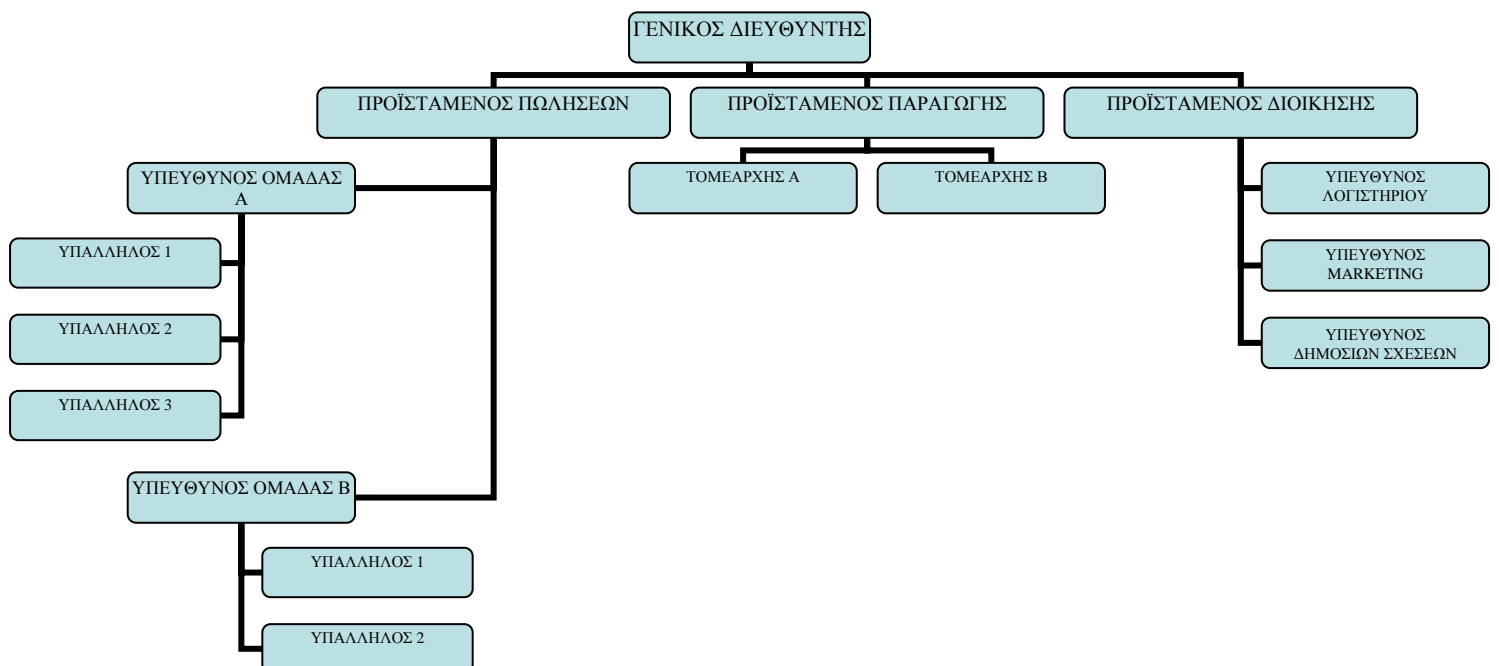 ΓΕΝΙΚΟΣ ΔΙΕΥΘΥΝΤΗΣ
ΠΡΟΪΣΤΑΜΕΝΟΣ ΠΩΛΗΣΕΩΝ
ΠΡΟΪΣΤΑΜΕΝΟΣ ΠΑΡΑΓΩΓΗΣ
ΠΡΟΪΣΤΑΜΕΝΟΣ ΔΙΟΙΚΗΣΗΣ
ΥΠΕΥΘΥΝΟΣ ΟΜΑΔΑΣ
Α
ΤΟΜΕΑΡΧΗΣ Α
ΤΟΜΕΑΡΧΗΣ Β
ΥΠΕΥΘΥΝΟΣ
ΛΟΓΙΣΤΗΡΙΟΥ
ΥΠΑΛΛΗΛΟΣ 1
ΥΠΕΥΘΥΝΟΣ
MARKETING
ΥΠΑΛΛΗΛΟΣ 2
ΥΠΕΥΘΥΝΟΣ
ΔΗΜΟΣΙΩΝ ΣΧΕΣΕΩΝ
ΥΠΑΛΛΗΛΟΣ 3
ΥΠΕΥΘΥΝΟΣ ΟΜΑΔΑΣ Β
ΥΠΑΛΛΗΛΟΣ 1
ΥΠΑΛΛΗΛΟΣ 2